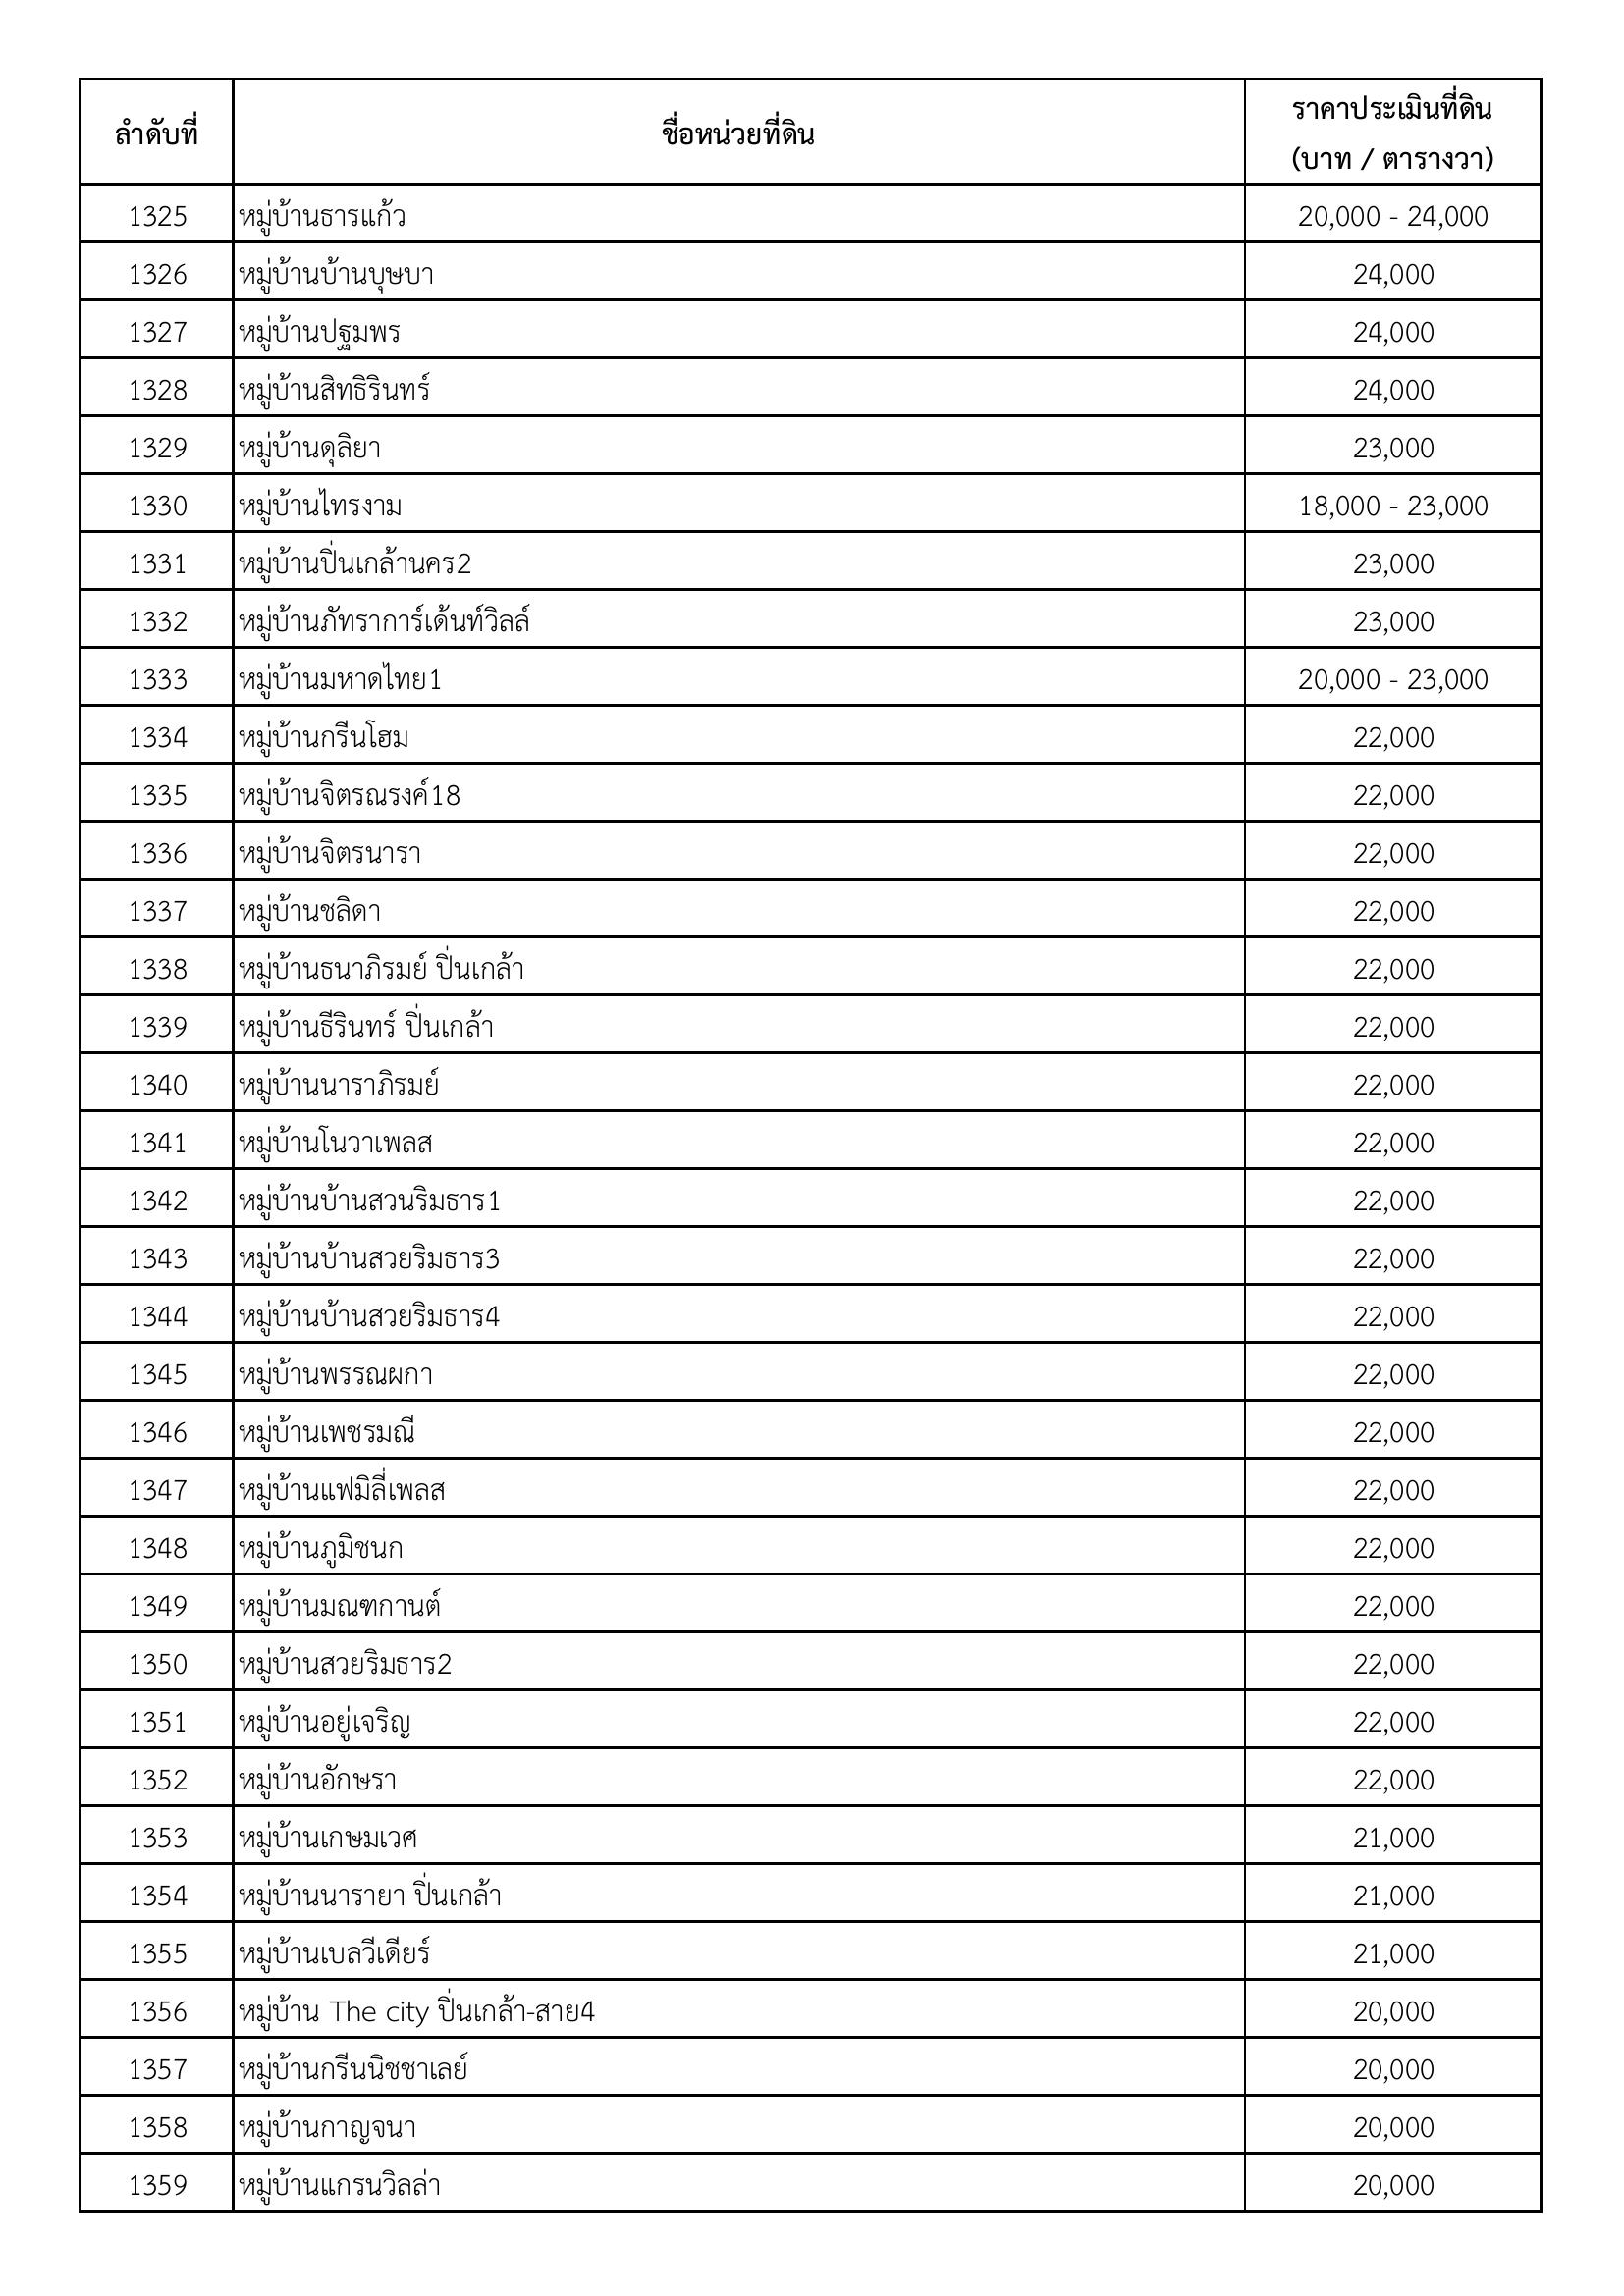 ลำดับที่ ชื่อหน่วยที่ดิน ราคาประเมินที่ดิน
(บาท / ตารางวา)
1325 หมู่บ้านธารแก้ว 20,000 - 24,000
1326 หมู่บ้านบ้านบุษบา 24,000
1327 หมู่บ้านปฐมพร 24,000
1328 หมู่บ้านสิทธิรินทร์ 24,000
1329 หมู่บ้านดุลิยา 23,000
1330 หมู่บ้านไทรงาม 18,000 - 23,000
1331 หมู่บ้านปิ่นเกล้านคร2 23,000
1332 หมู่บ้านภัทราการ์เด้นท์วิลล์ 23,000
1333 หมู่บ้านมหาดไทย1 20,000 - 23,000
1334 หมู่บ้านกรีนโฮม 22,000
1335 หมู่บ้านจิตรณรงค์18 22,000
1336 หมู่บ้านจิตรนารา 22,000
1337 หมู่บ้านชลิดา 22,000
1338 หมู่บ้านธนาภิรมย์ ปิ่นเกล้า 22,000
1339 หมู่บ้านธีรินทร์ ปิ่นเกล้า 22,000
1340 หมู่บ้านนาราภิรมย์ 22,000
1341 หมู่บ้านโนวาเพลส 22,000
1342 หมู่บ้านบ้านสวนริมธาร1 22,000
1343 หมู่บ้านบ้านสวยริมธาร3 22,000
1344 หมู่บ้านบ้านสวยริมธาร4 22,000
1345 หมู่บ้านพรรณผกา 22,000
1346 หมู่บ้านเพชรมณี 22,000
1347 หมู่บ้านแฟมิลี่เพลส 22,000
1348 หมู่บ้านภูมิชนก 22,000
1349 หมู่บ้านมณฑกานต์ 22,000
1350 หมู่บ้านสวยริมธาร2 22,000
1351 หมู่บ้านอยู่เจริญ 22,000
1352 หมู่บ้านอักษรา 22,000
1353 หมู่บ้านเกษมเวศ 21,000
1354 หมู่บ้านนารายา ปิ่นเกล้า 21,000
1355 หมู่บ้านเบลวีเดียร์ 21,000
1356 หมู่บ้าน The city ปิ่นเกล้า-สาย4 20,000
1357 หมู่บ้านกรีนนิชชาเลย์ 20,000
1358 หมู่บ้านกาญจนา 20,000
1359 หมู่บ้านแกรนวิลล่า 20,000